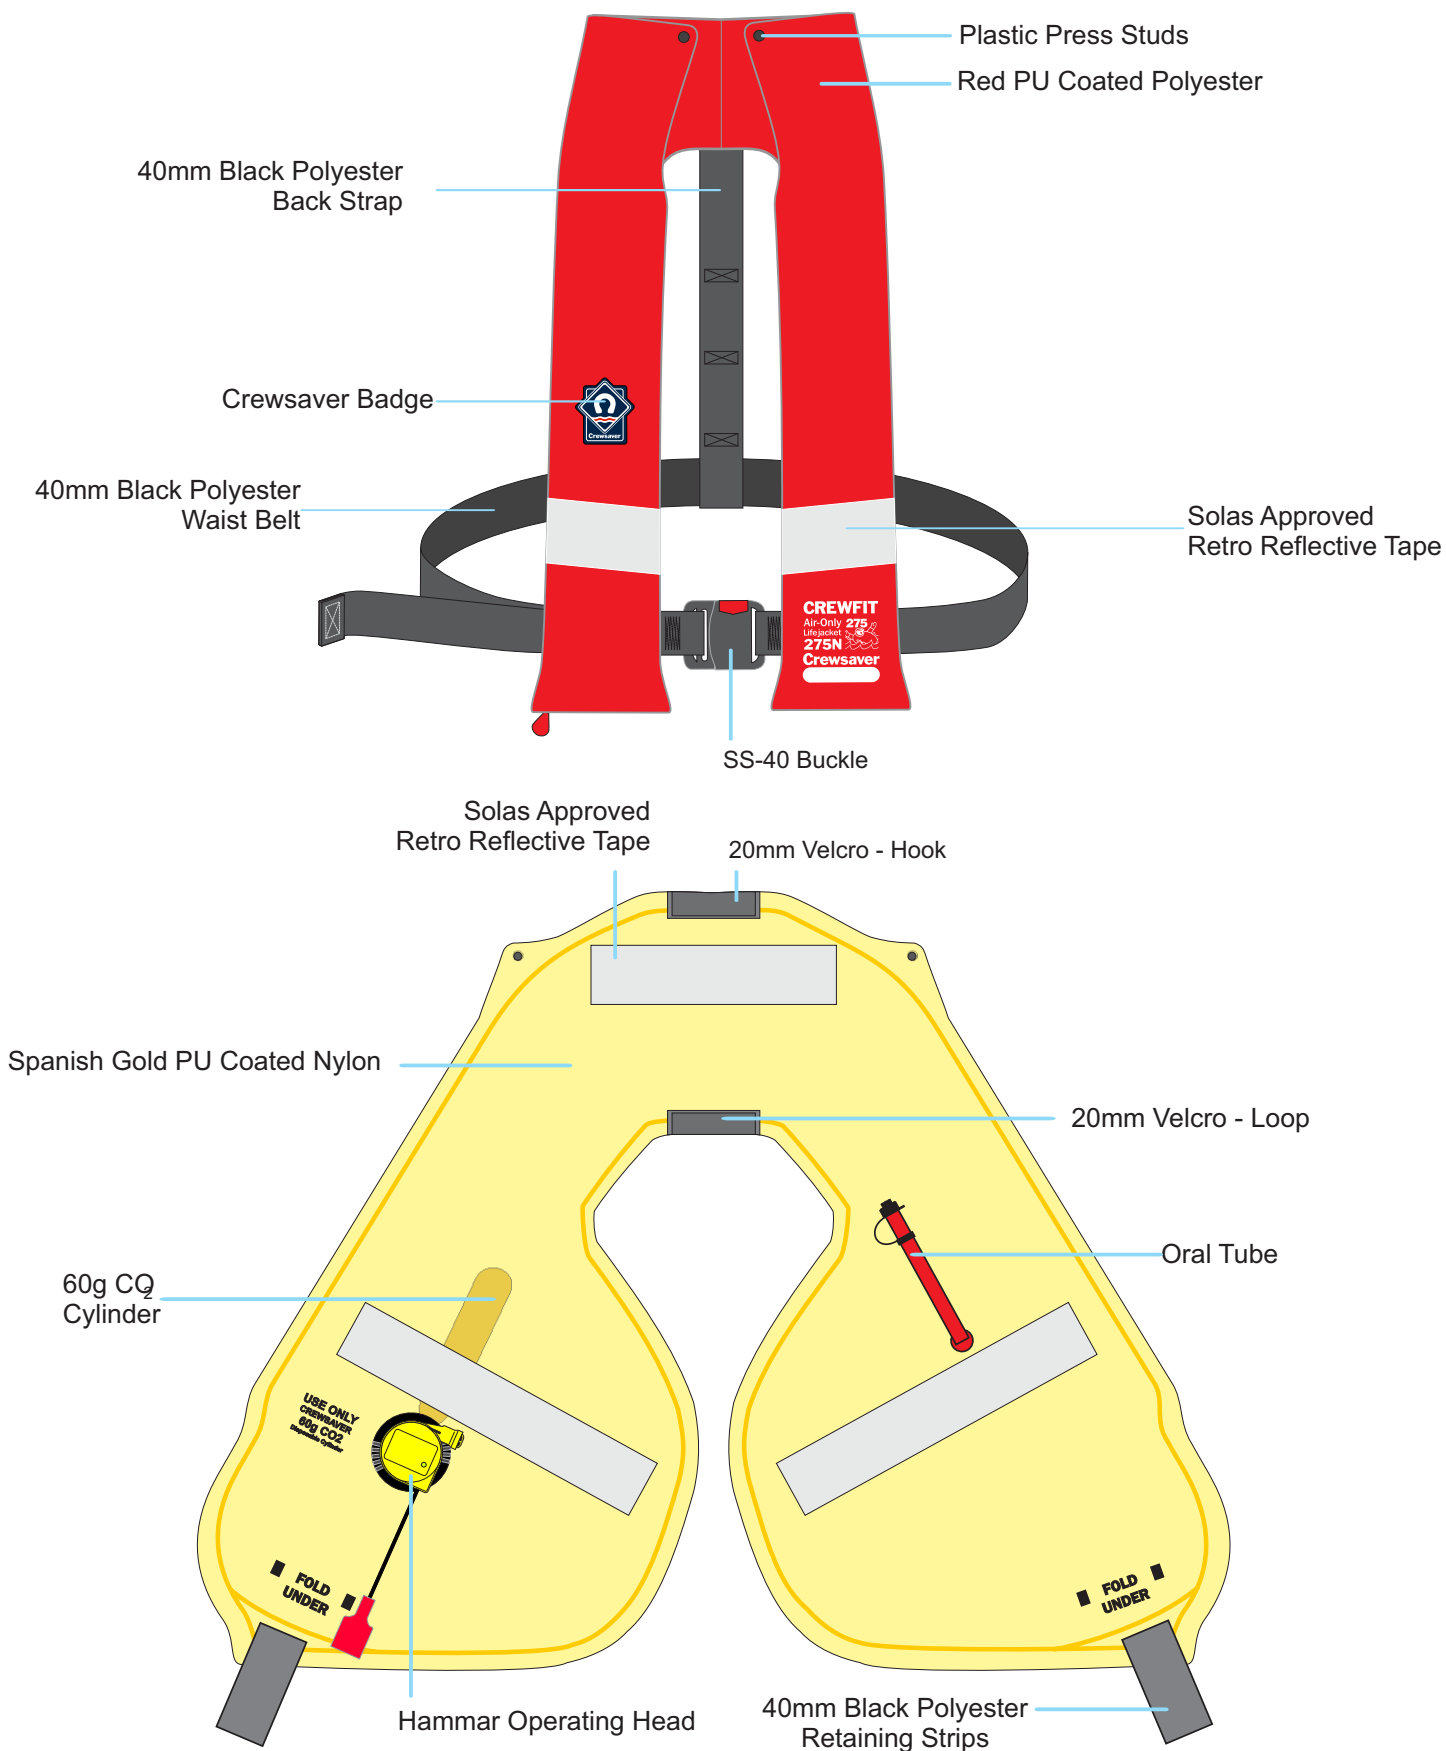 Plastic Press Studs
Red PU Coated Polyester
40mm Black Polyester
Back Strap
Crewsaver Badge
Crewsaver
40mm Black Polyester
Waist Belt
Solas Approved
Retro Reflective Tape
CREWFIT
Air-Only 275
Lifejacket
275N
Crewsaver
SS-40 Buckle
Solas Approved
Retro Reflective Tape
20mm Velcro - Hook
Spanish Gold PU Coated Nylon
20mm Velcro - Loop
Oral Tube
60g CO2
Cylinder
USE ONLY
CREWSAVER
60g CO2
Disposable Cylinder
FOLD
UNDER
FOLD
UNDER
Hammar Operating Head
40mm Black Polyester
Retaining Strips